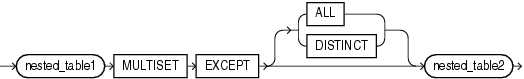 ALL
DISTINCT
nested_table1 MULTISET EXCEPT nested_table2